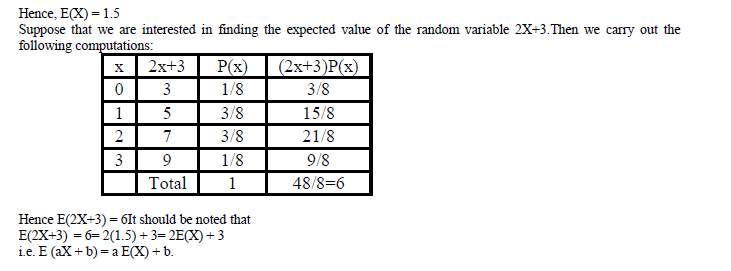 Hence, E(X) = 1.5
Suppose that we are interested in finding the expected value of the random variable 2X+3.Then we carry out the
following computations:
x 2x+3 P(x) (2x+3)P(x)
0 3 1/8 3/8
1 5 3/8 15/8
2 7 3/8 21/8
3 9 1/8 9/8
Total 1 48/8=6
Hence E(2X+3) = 6It should be noted that
E(2X+3) = 6= 2(1.5) + 3= 2E(X) + 3
i.e. E (aX + b) = a E(X) + b.